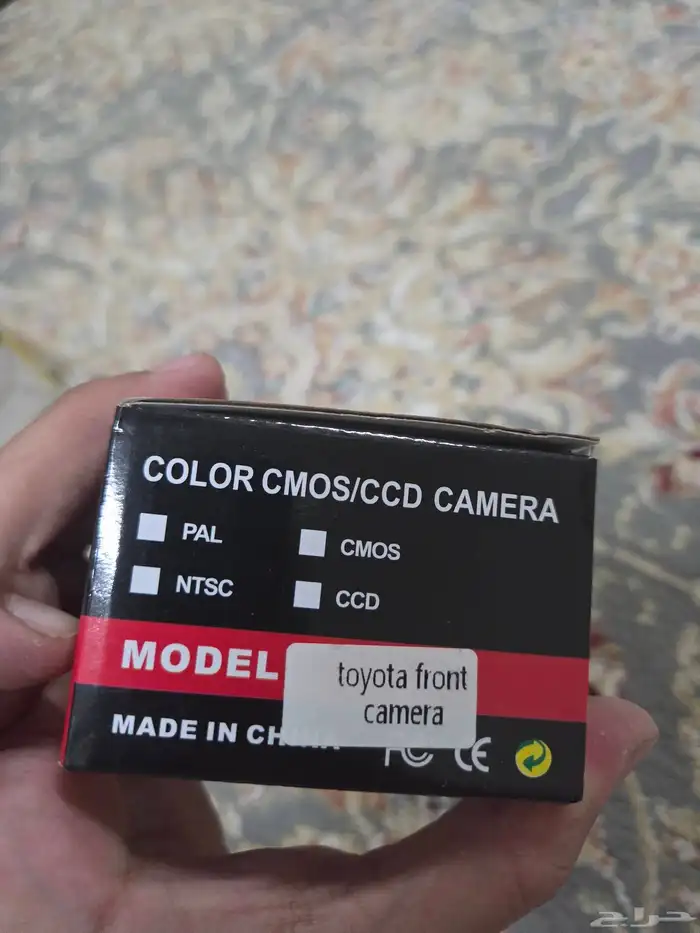 COLOR CMOS/CCD CAMERA
PAL
CMOS
NTSC
CCD
MODEL
toyota front
camera
MADE IN CHINA
FC CE
حراج